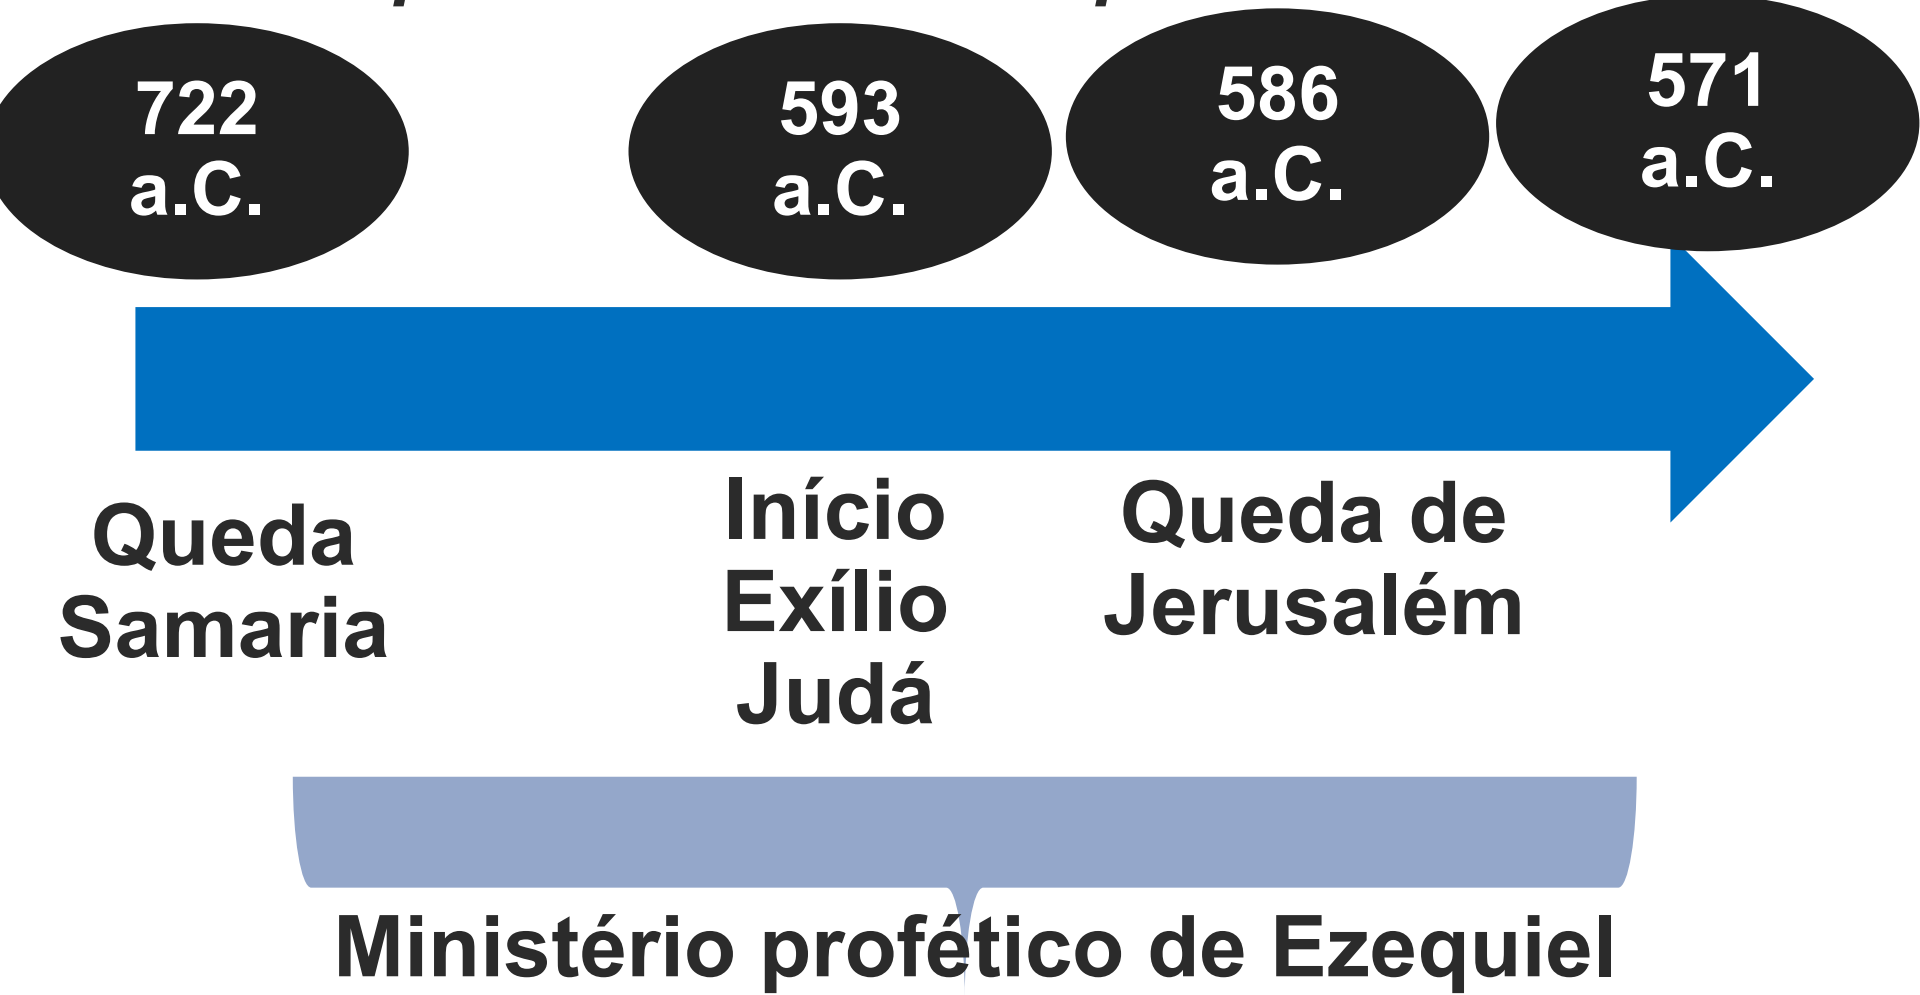 722
a.C.
593
a.C.
586
a.C.
571
a.C.
Queda
Samaria
Início
Exílio
Judá
Queda de
Jerusalém
Ministério profético de Ezequiel